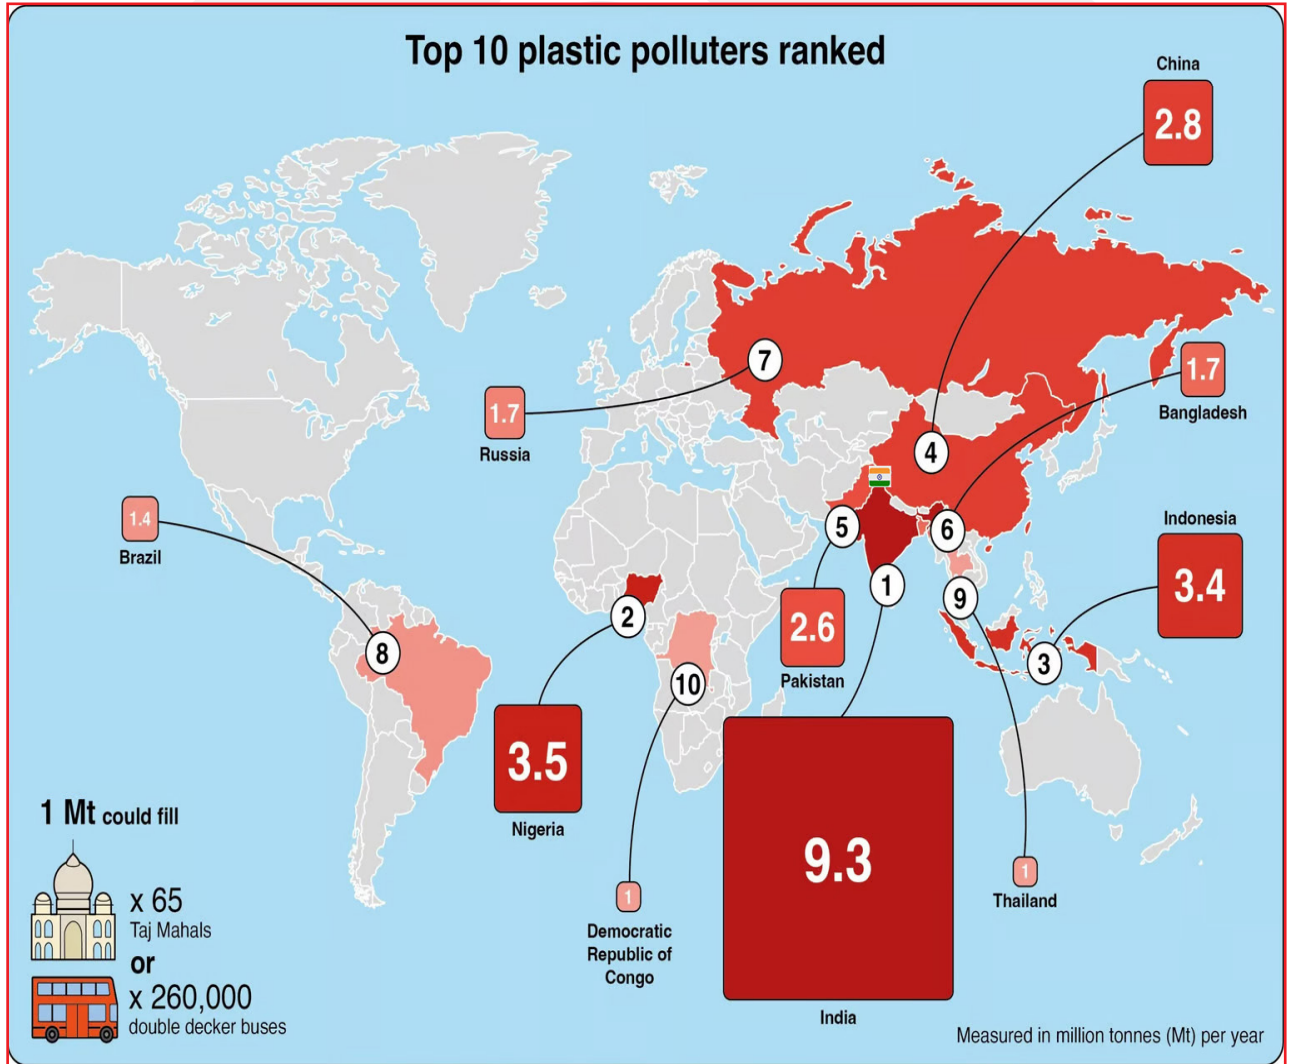 Top 10 plastic polluters ranked
China
2.8
7
1.7
Bangladesh
1.7
Russia
4
1.4
Brazil
5
6
Indonesia
3.4
1
9
2
2.6
Pakistan
8
3
10
3.5
Nigeria
9.3
India
1
Thailand
1
Democratic
Republic of
Congo
1 Mt could fill
x 65
Taj Mahals
or
x 260,000
double decker buses
Measured in million tonnes (Mt) per year